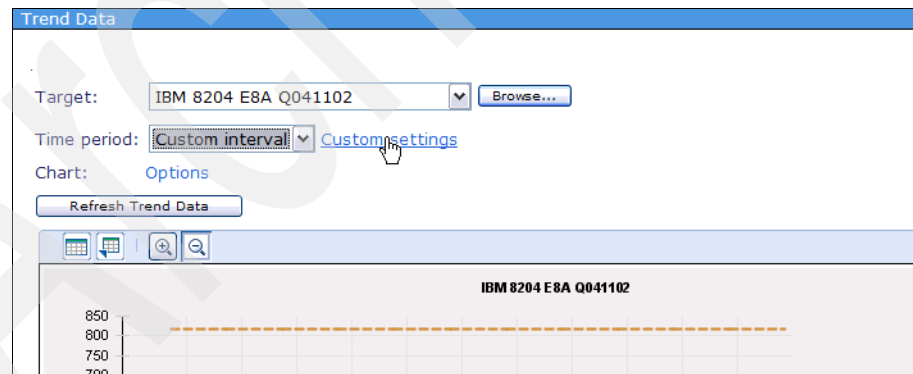 Trend Data
.
Target: IBM 8204 E8A Q041102 Browse...
Time period: Custom interval Custom settings
Chart: Options
Refresh Trend Data
IBM 8204 E8A Q041102
850
800
750
700